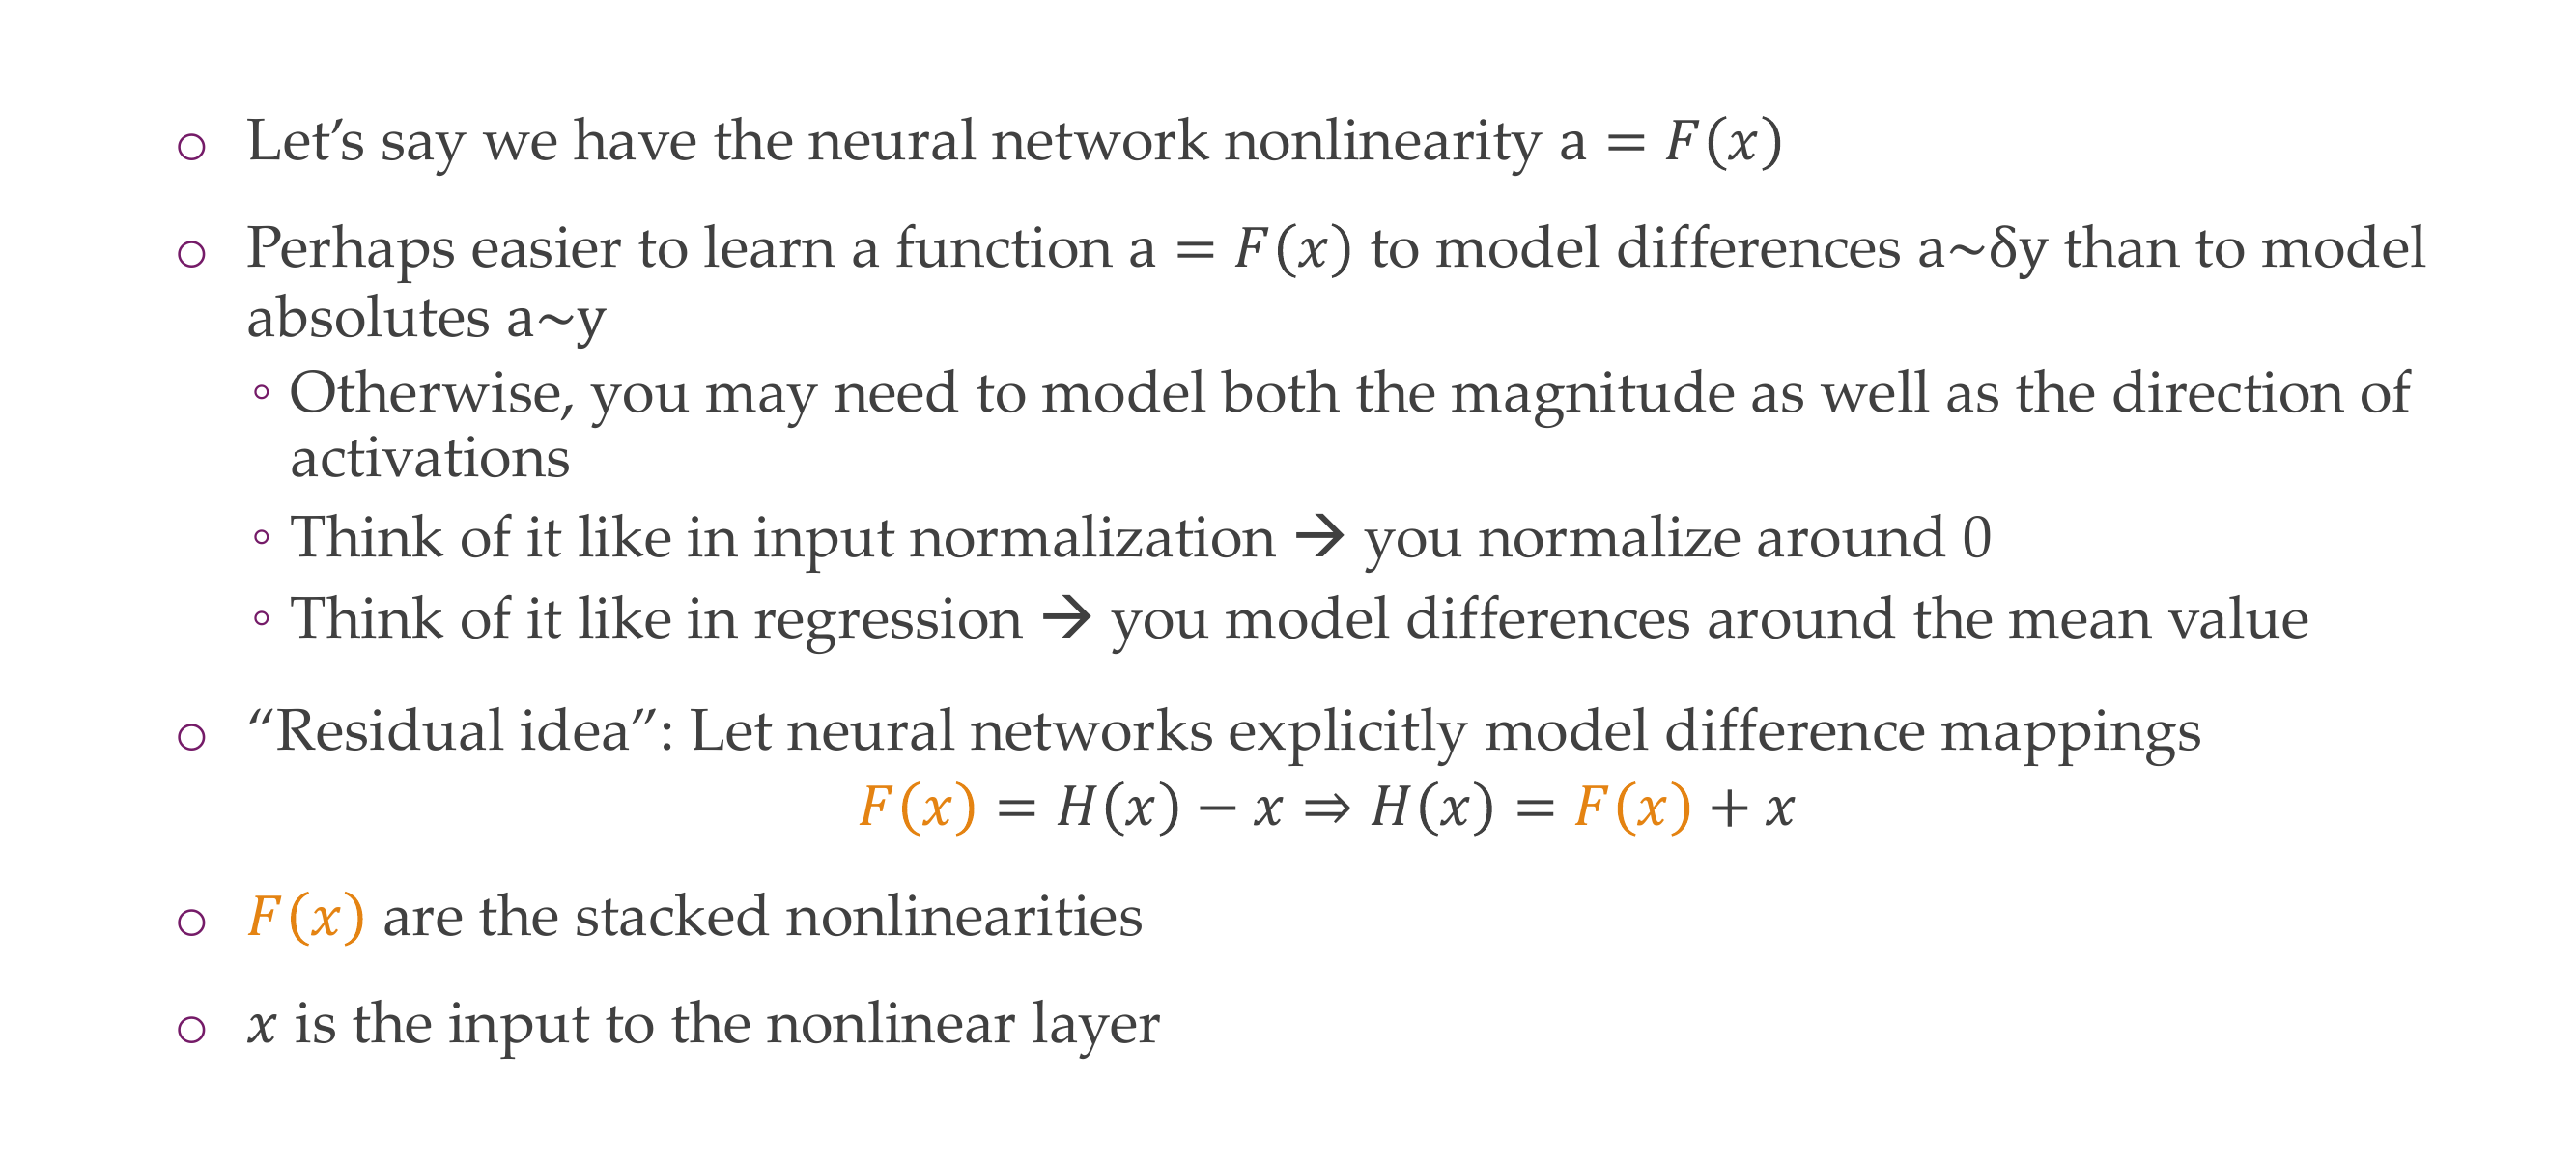 ○ Let’s say we have the neural network nonlinearity a = F(x)
○ Perhaps easier to learn a function a = F(x) to model differences a~δy than to model
absolutes a~y
◦ Otherwise, you may need to model both the magnitude as well as the direction of
activations
◦ Think of it like in input normalization → you normalize around 0
◦ Think of it like in regression → you model differences around the mean value
○ “Residual idea”: Let neural networks explicitly model difference mappings
F(x) = H(x) − x ⇒ H(x) = F(x) + x
○ F(x) are the stacked nonlinearities
○ x is the input to the nonlinear layer